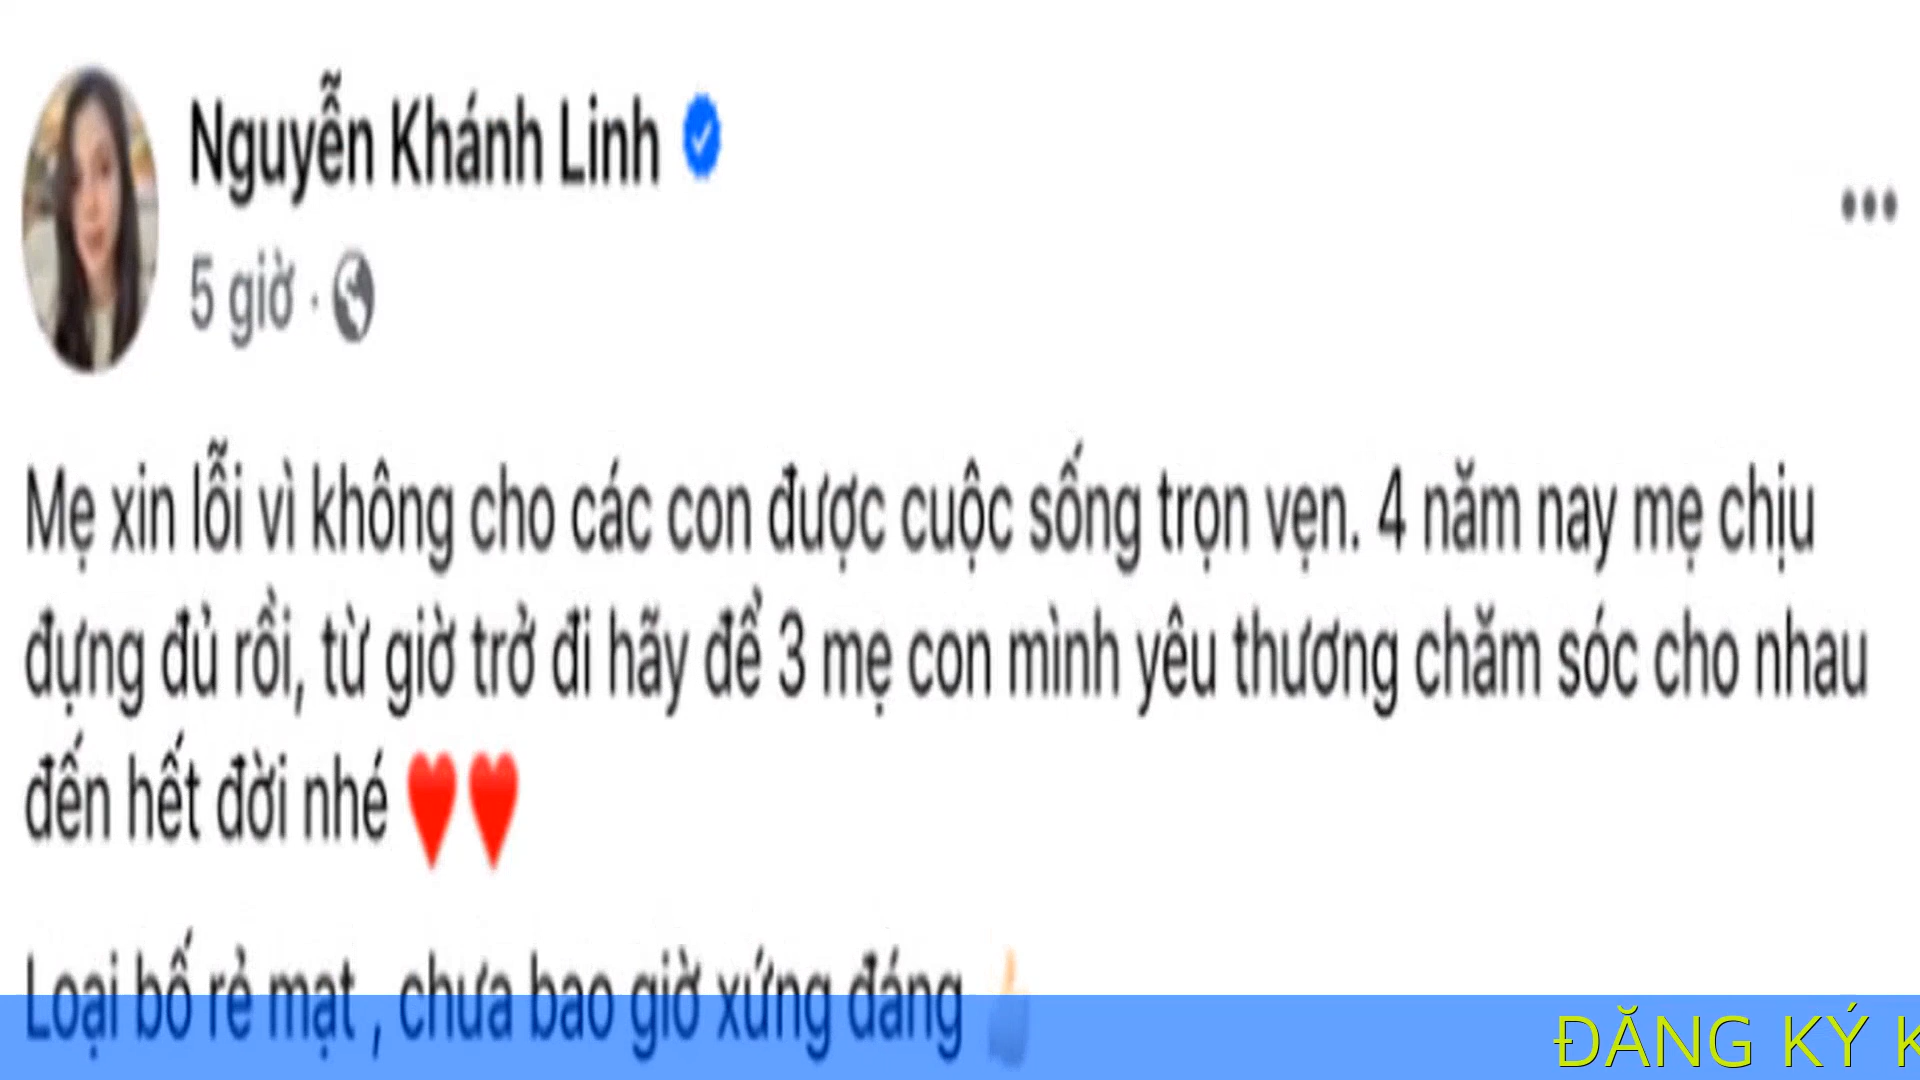 Nguyễn Khánh Linh
5 giờ ·
Mẹ xin lỗi vì không cho các con được cuộc sống trọn vẹn. 4 năm nay mẹ chịu
đựng đủ rồi, từ giờ trở đi hãy để 3 mẹ con mình yêu thương chăm sóc cho nhau
đến hết đời nhé ❤️❤️
Loại bố rẻ mạt , chưa bao giờ xứng đáng
ĐĂNG KÝ K